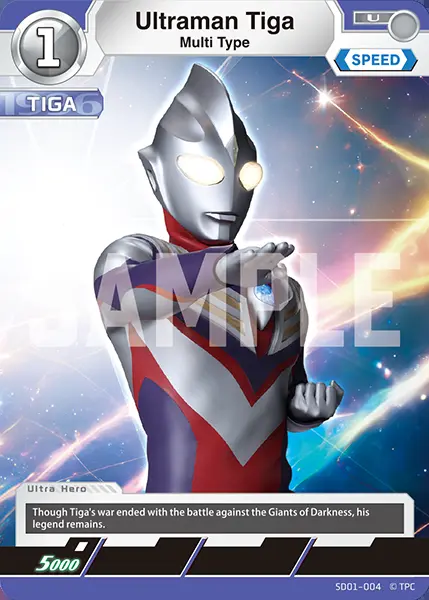 1
Ultraman Tiga
Multi Type
U
SPEED
1996
TIGA
SAMPLE
Ultra Hero
Though Tiga's war ended with the battle against the Giants of Darkness, his
legend remains.
5000
SD01-004 © TPC